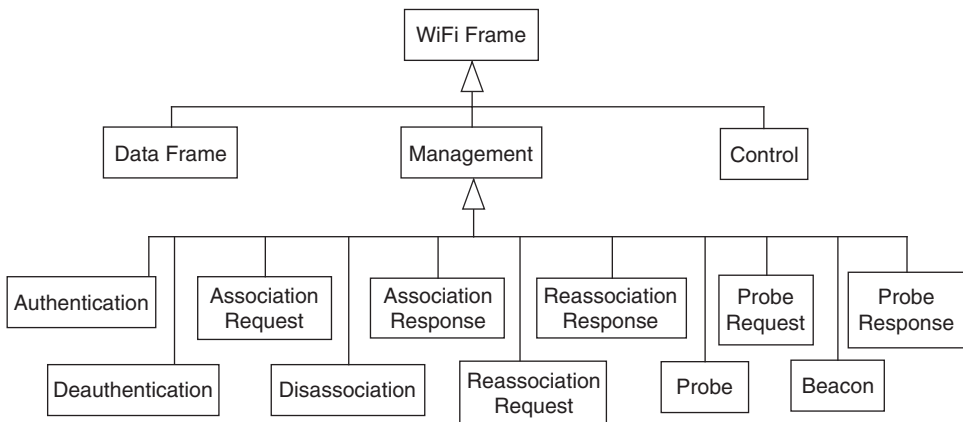 WiFi Frame
Data Frame
Management
Control
Authentication
Association
Request
Association
Response
Reassociation
Response
Probe
Request
Probe
Response
Deauthentication
Disassociation
Reassociation
Request
Probe
Beacon